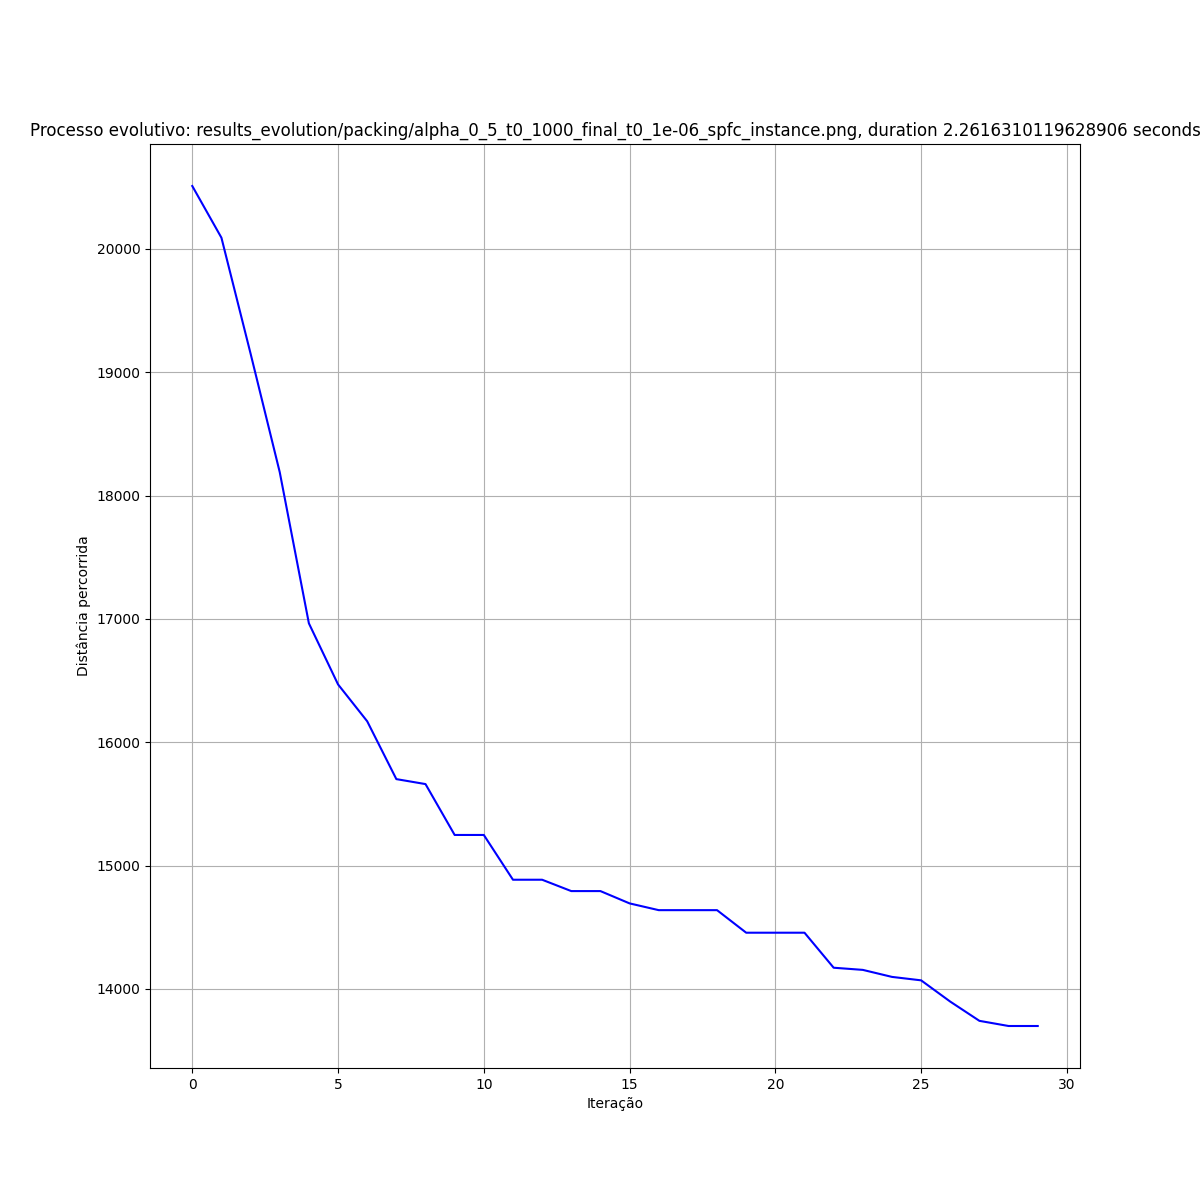 Processo evolutivo: results_evolution/packing/alpha_0_5_t0_1000_final_t0_1e-06_spfc_instance.png, duration 2.2616310119628906 seconds
20000
19000
18000
17000
16000
15000
14000
Distância percorrida
0 5 10 15 20 25 30
Iteração